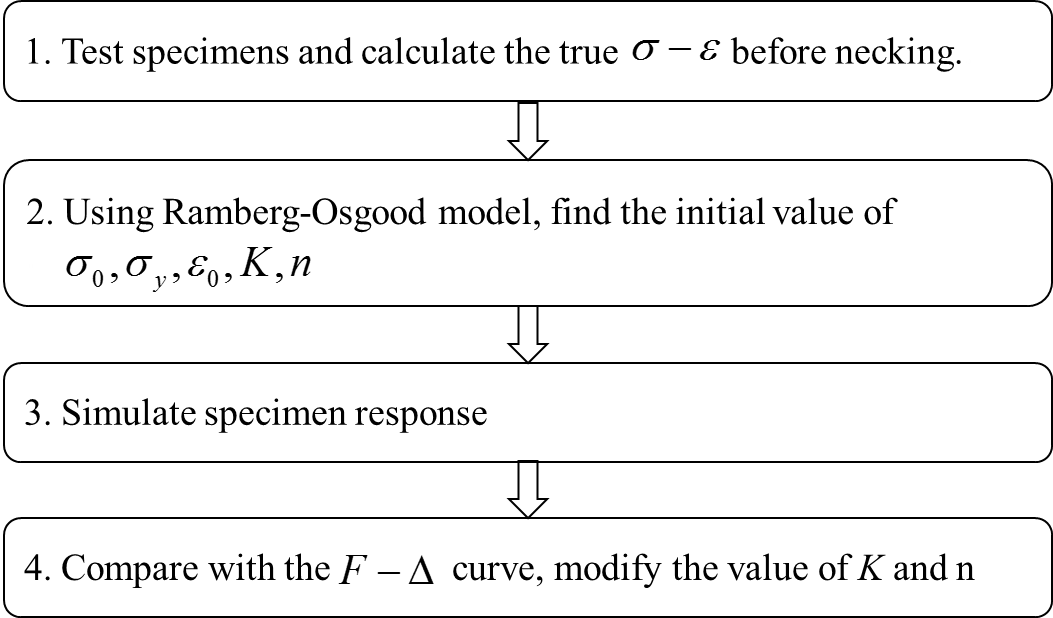 1. Test specimens and calculate the true σ − ε before necking.
2. Using Ramberg-Osgood model, find the initial value of
σ₀, σᵧ, ε₀, K, n
3. Simulate specimen response
4. Compare with the F − Δ curve, modify the value of K and n